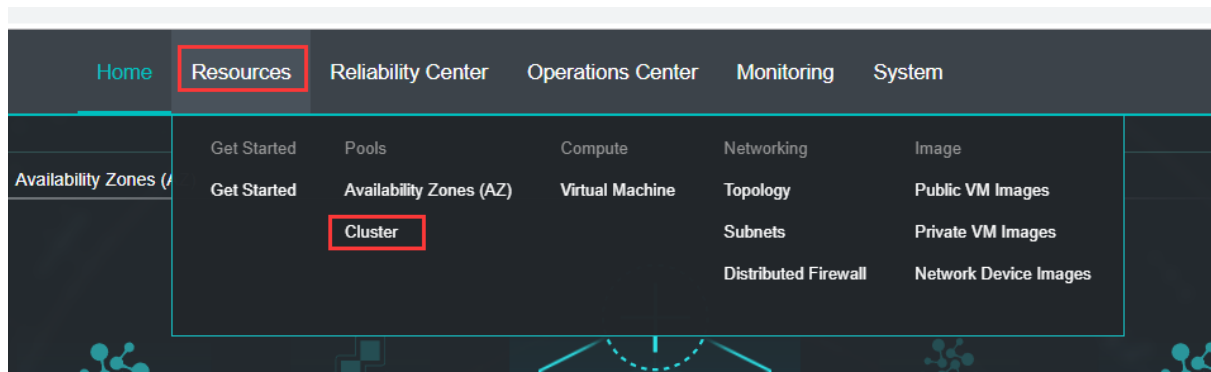 Home Resources Reliability Center Operations Center Monitoring System
Get Started Pools Compute Networking Image
Availability Zones (A
Get Started Availability Zones (AZ) Virtual Machine Topology Public VM Images
Cluster Subnets Private VM Images
Distributed Firewall Network Device Images